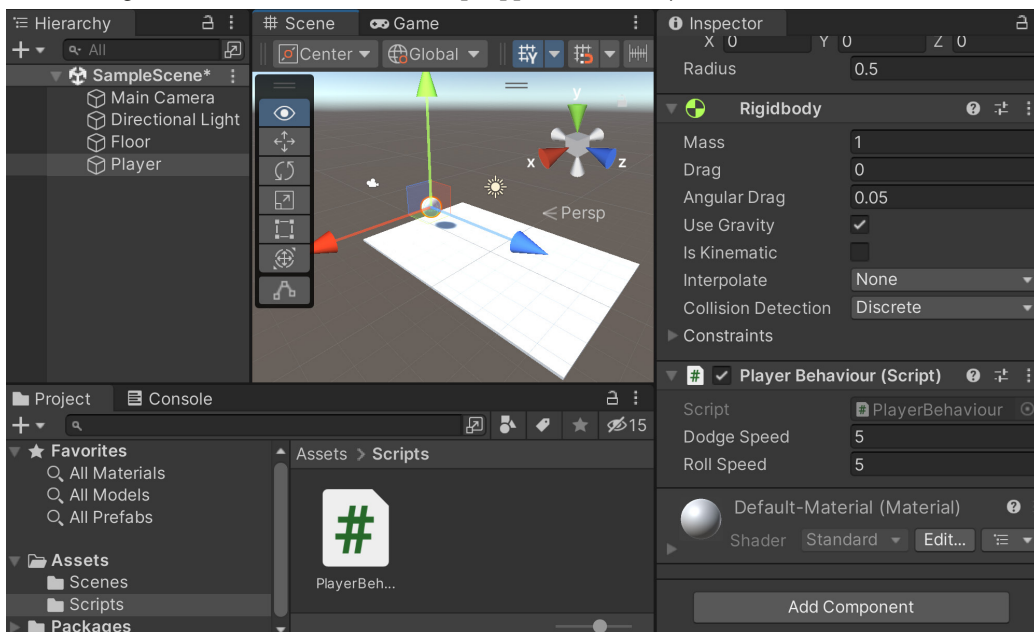 Hierarchy
All
SampleScene*
Main Camera
Directional Light
Floor
Player
Scene
Game
Center
Global
y
x
z
Persp
Inspector
X 0 Y 0 Z 0
Radius 0.5
Rigidbody
Mass 1
Drag 0
Angular Drag 0.05
Use Gravity
Is Kinematic
Interpolate None
Collision Detection Discrete
Constraints
# Player Behaviour (Script)
Script # PlayerBehaviour
Dodge Speed 5
Roll Speed 5
Default-Material (Material)
Shader Standard Edit...
Add Component
Project
Console
15
Favorites
All Materials
All Models
All Prefabs
Assets
Scenes
Scripts
Packages
Assets > Scripts
#
PlayerBeh...